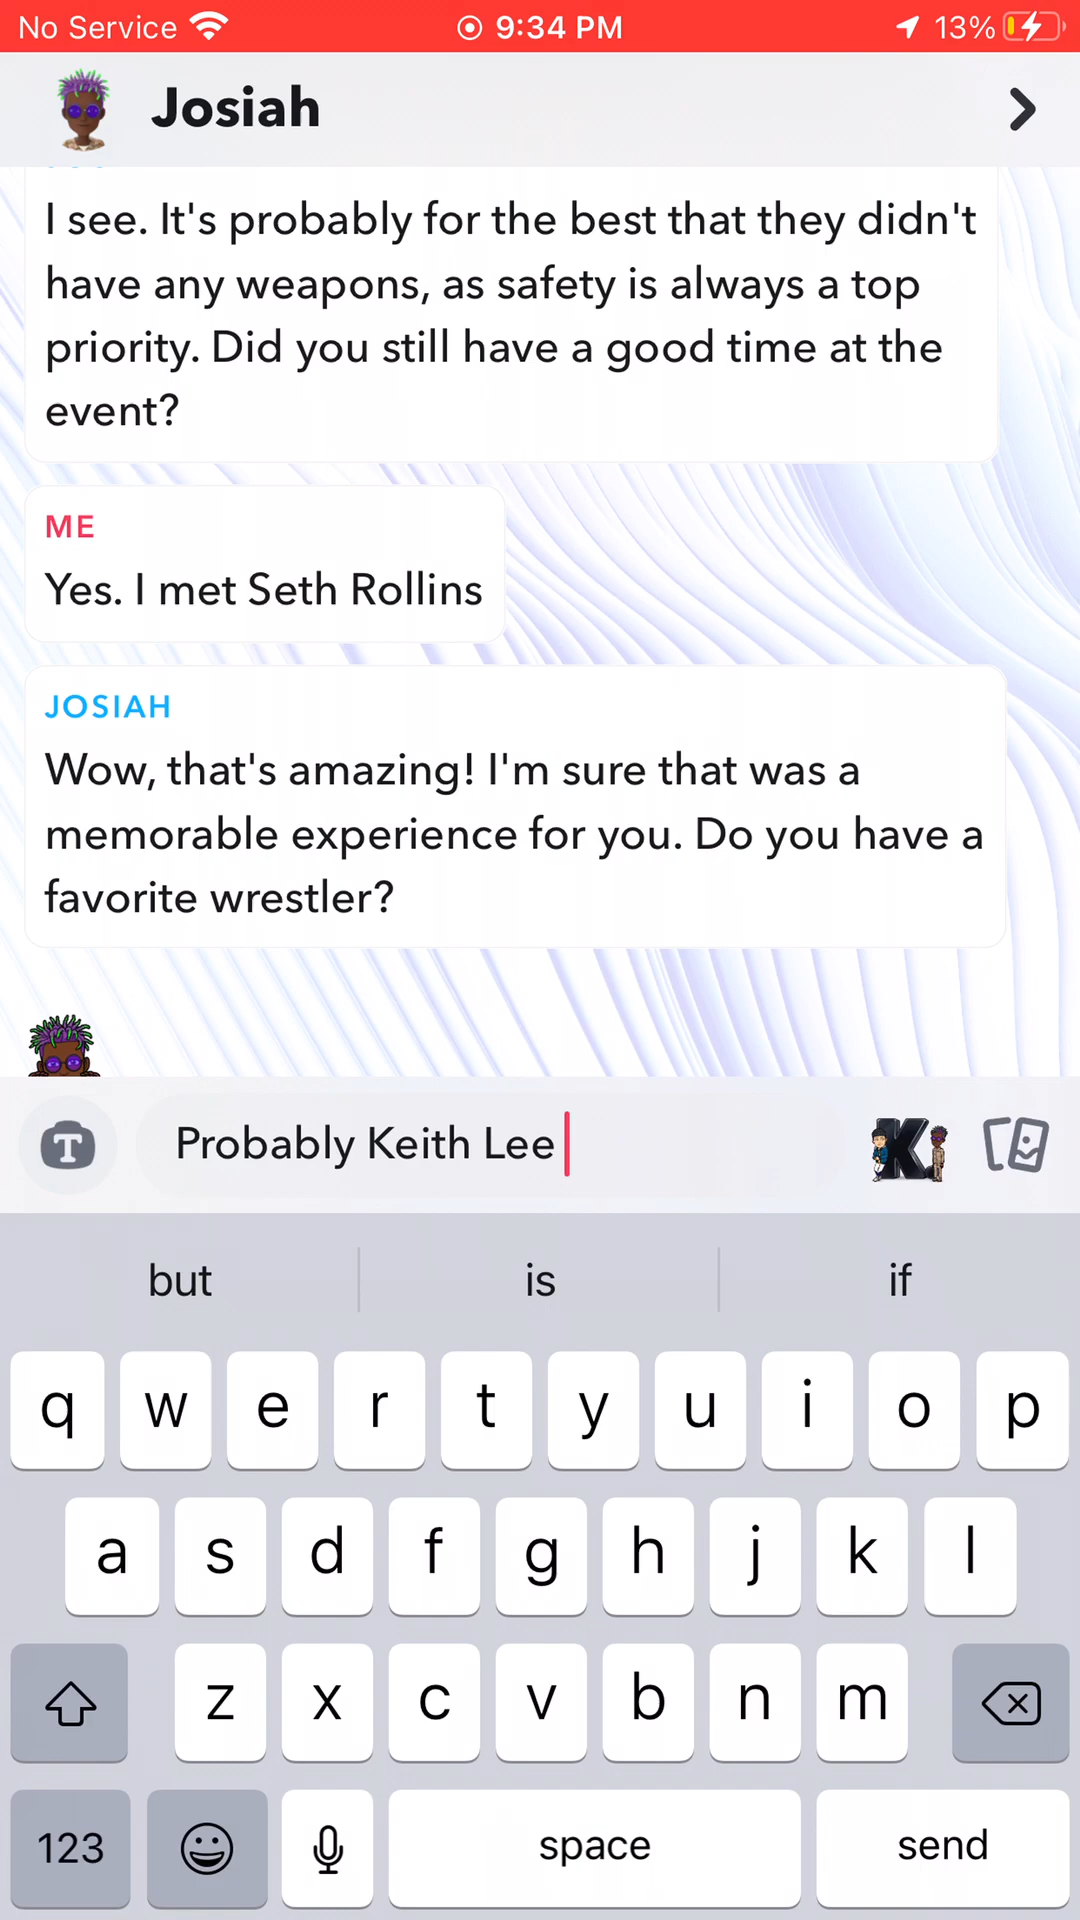 No Service 9:34 PM 13%
Josiah
I see. It's probably for the best that they didn't
have any weapons, as safety is always a top
priority. Did you still have a good time at the
event?
ME
Yes. I met Seth Rollins
JOSIAH
Wow, that's amazing! I'm sure that was a
memorable experience for you. Do you have a
favorite wrestler?
T Probably Keith Lee K
but is if
q w e r t y u i o p
a s d f g h j k l
z x c v b n m
123 space send